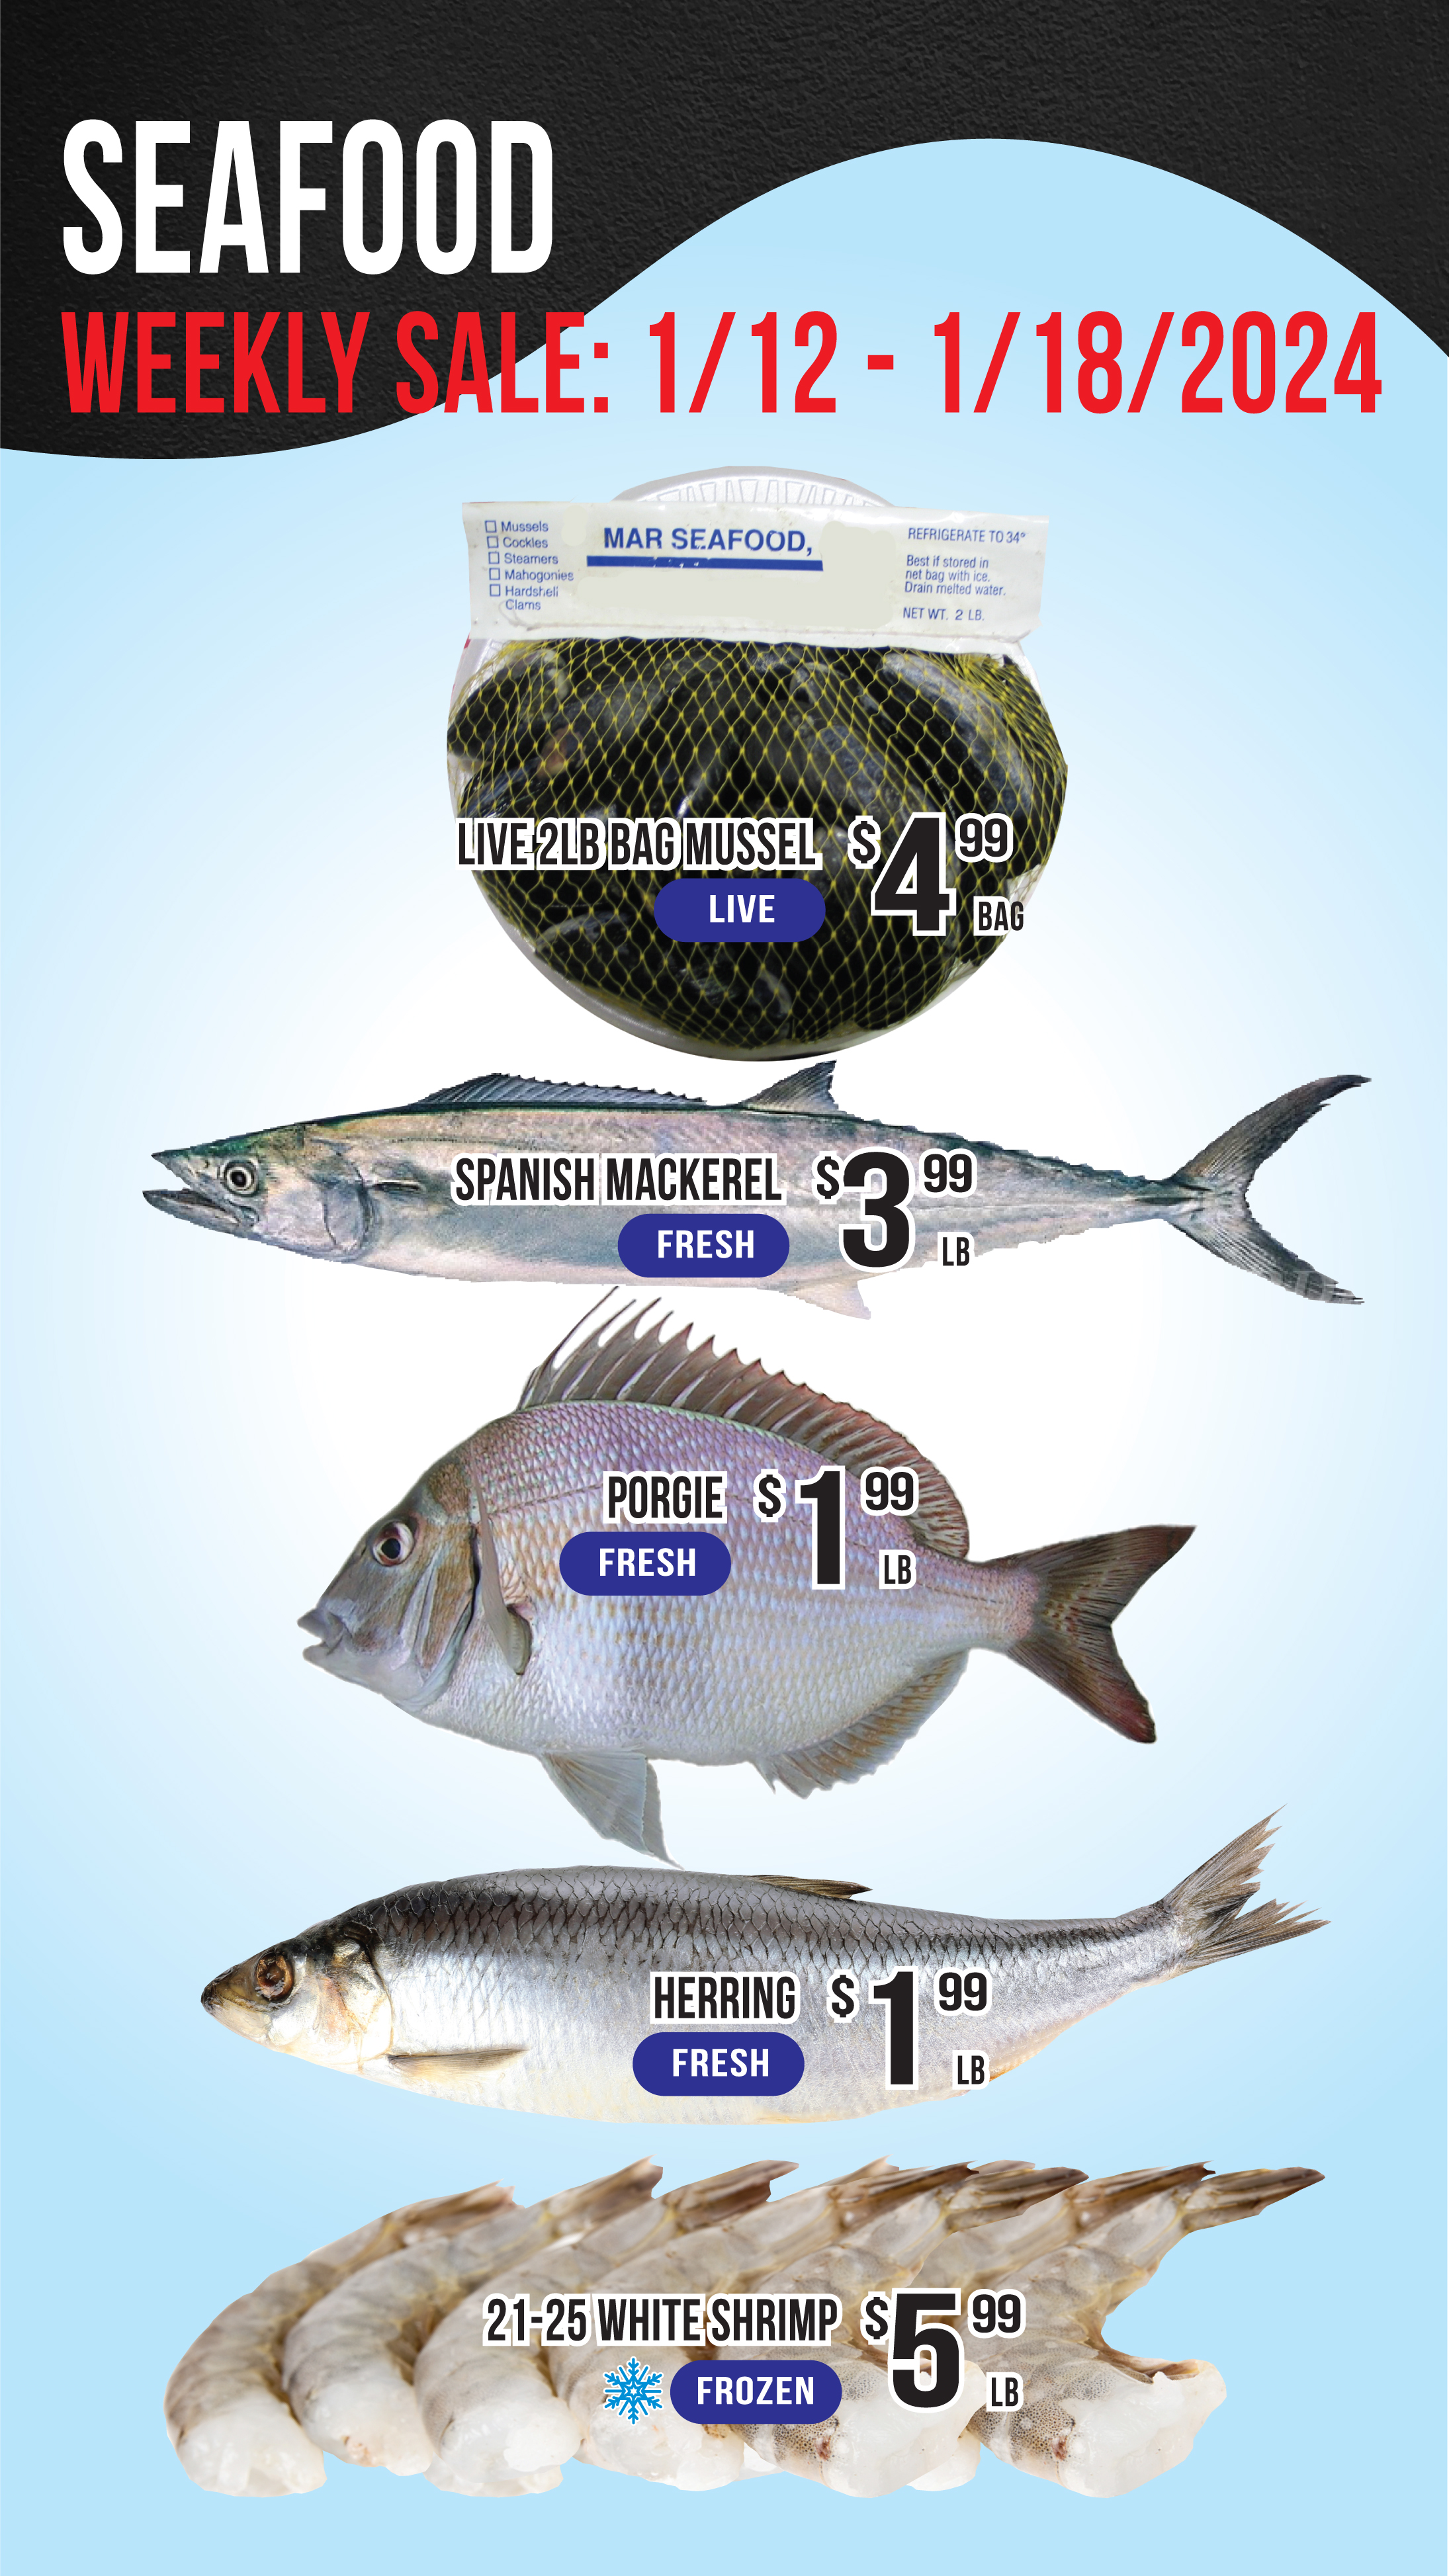 SEAFOOD
WEEKLY SALE: 1/12 - 1/18/2024
Mussels
Cockles
Steamers
Mahogonies
Hardshell
Clams
MAR SEAFOOD,
REFRIGERATE TO 34°
Best if stored in
net bag with ice.
Drain melted water.
NET WT. 2 LB.
LIVE 2LB BAG MUSSEL $4 99
LIVE BAG
SPANISH MACKEREL $3 99
FRESH LB
PORGIE $1 99
FRESH LB
HERRING $1 99
FRESH LB
21-25 WHITE SHRIMP $5 99
FROZEN LB